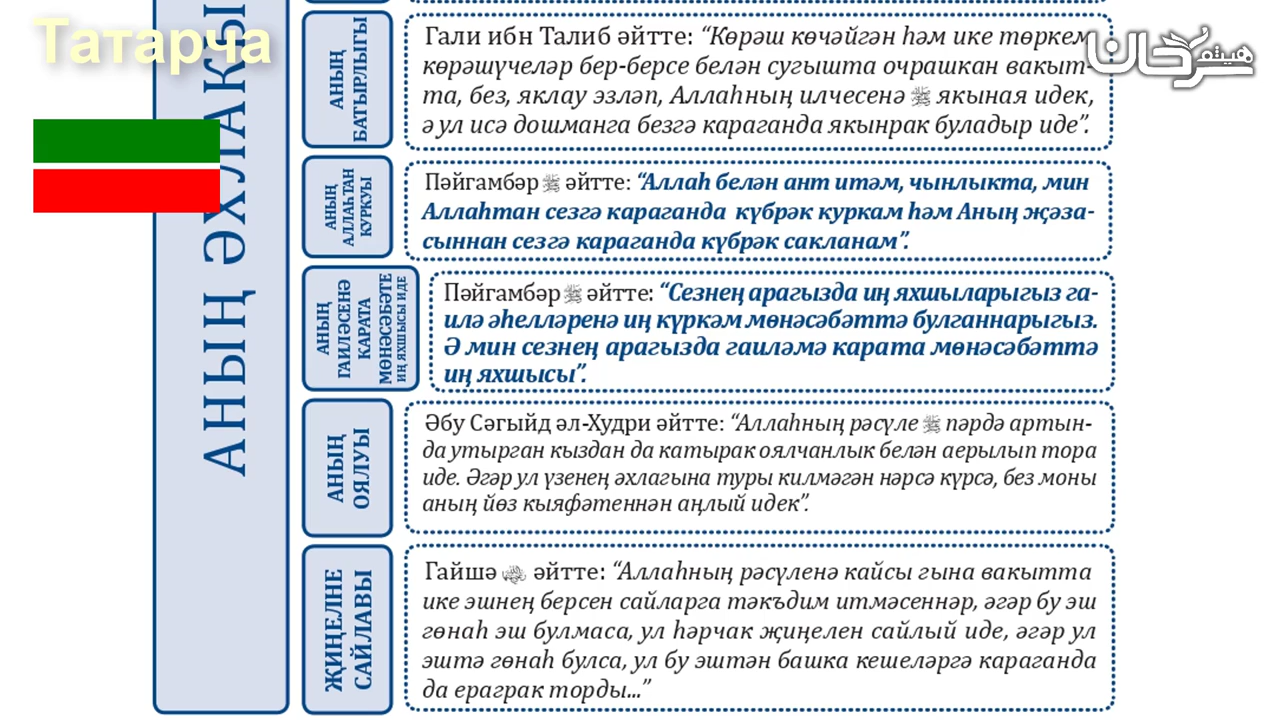 Татарча
هيتمسرحان
АНЫҢ ӘХЛАКЫ
АНЫҢ
БАТЫРЛЫГЫ
Гали ибн Талиб әйтте: “Көрәш көчәйгән һәм ике төркем
көрәшүчеләр бер-берсе белән сугышта очрашкан вакыт-
та, без, яклау эзләп, Аллаһның илчесенә ﷺ якыная идек,
ә ул исә дошманга безгә караганда якынрак буладыр иде”.
АНЫҢ
АЛЛАҺТАН
КУРКУЫ
Пәйгамбәр ﷺ әйтте: “Аллаһ белән ант итәм, чынлыкта, мин
Аллаһтан сезгә караганда күбрәк куркам һәм Аның җәза-
сыннан сезгә караганда күбрәк сакланам”.
АНЫҢ
ГАИЛӘСЕНӘ
КАРАТА
МӨНӘСӘБӘТЕ
ИҢ ЯХШЫСЫ ИДЕ
Пәйгамбәр ﷺ әйтте: “Сезнең арагызда иң яхшыларыгыз га-
илә әһелләренә иң күркәм мөнәсәбәттә булганнарыгыз.
Ә мин сезнең арагызда гаиләмә карата мөнәсәбәттә
иң яхшысы”.
АНЫҢ
ОЯЛУЫ
Әбу Сәгыйд әл-Худри әйтте: “Аллаһның рәсүле ﷺ пәрдә артын-
да утырган кыздан да катырак оялчанлык белән аерылып тора
иде. Әгәр ул үзенең әхлагына туры килмәгән нәрсә күрсә, без моны
аның йөз кыяфәтеннән аңлый идек”.
ҖИҢЕЛНЕ
САЙЛАВЫ
Гайшә әйтте: “Аллаһның рәсүленә кайсы гына вакытта
ике эшнең берсен сайларга тәкъдим итмәсеннәр, әгәр бу эш
гөнаһ эш булмаса, ул һәрчак җиңелен сайлый иде, әгәр ул
эштә гөнаһ булса, ул бу эштән башка кешеләргә караганда
да ераграк торды...”